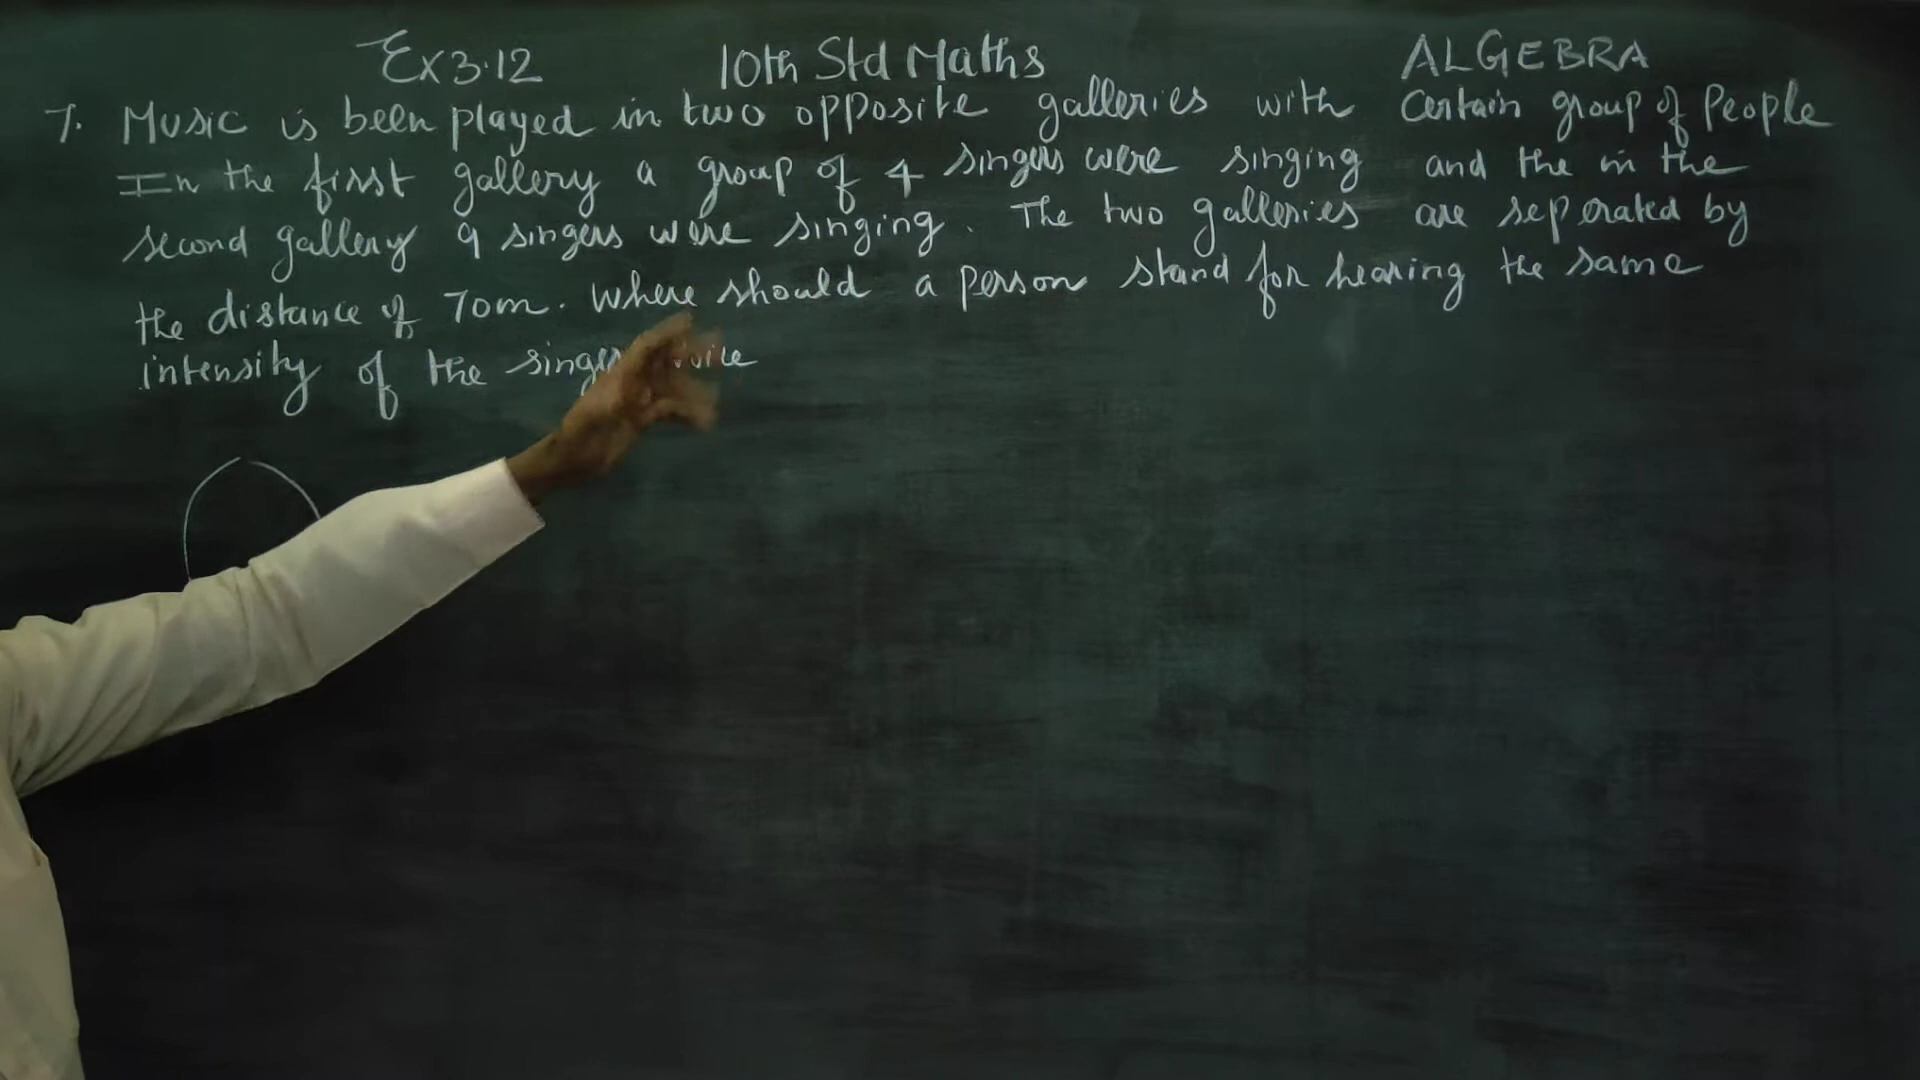 Ex 3.12 10th Std Maths ALGEBRA
7. Music is been played in two opposite galleries with Certain group of People
In the first gallery a group of 4 singers were singing and the in the
second gallery 9 singers were singing. The two galleries are seperated by
the distance of 70m. Where should a person stand for hearing the same
intensity of the